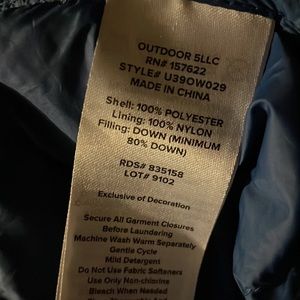 OUTDOOR 5LLC
RN# 157622
STYLE# U39OW029
MADE IN CHINA
Shell: 100% POLYESTER
Lining: 100% NYLON
Filling: DOWN (MINIMUM
80% DOWN)
RDS# 835158
LOT# 9102
Exclusive of Decoration
Secure All Garment Closures
Before Laundering
Machine Wash Warm Separately
Gentle Cycle
Mild Detergent
Do Not Use Fabric Softeners
Use Only Non-Chlorine
Bleach When Needed